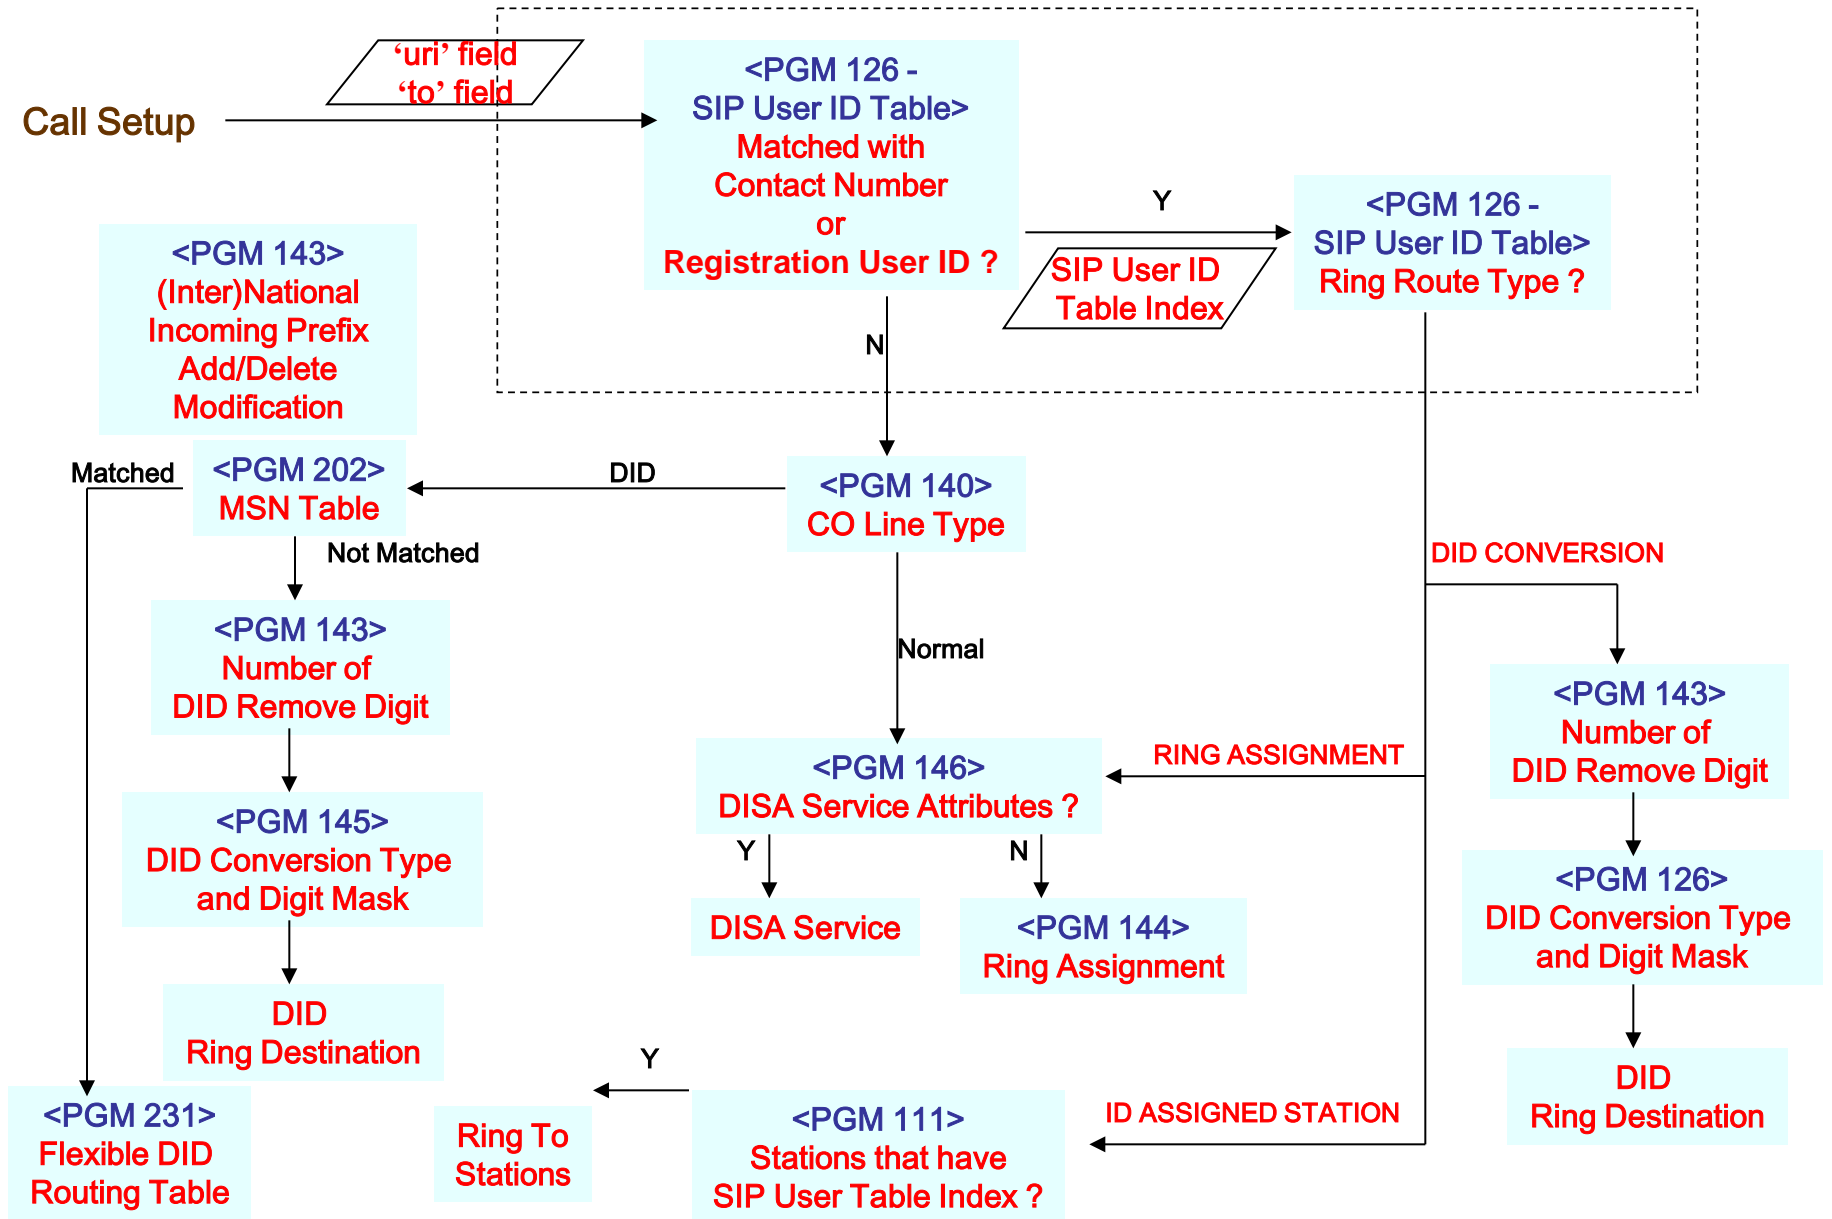 ‘uri’ field
‘to’ field
Call Setup
<PGM 126 -
SIP User ID Table>
Matched with
Contact Number
or
Registration User ID ?
Y
SIP User ID
Table Index
<PGM 126 -
SIP User ID Table>
Ring Route Type ?
N
<PGM 143>
(Inter)National
Incoming Prefix
Add/Delete
Modification
Matched
<PGM 202>
MSN Table
DID
<PGM 140>
CO Line Type
Not Matched
DID CONVERSION
<PGM 143>
Number of
DID Remove Digit
Normal
<PGM 143>
Number of
DID Remove Digit
<PGM 146>
DISA Service Attributes ?
RING ASSIGNMENT
<PGM 145>
DID Conversion Type
and Digit Mask
Y
N
DISA Service
<PGM 144>
Ring Assignment
<PGM 126>
DID Conversion Type
and Digit Mask
DID
Ring Destination
Y
<PGM 231>
Flexible DID
Routing Table
Ring To
Stations
<PGM 111>
Stations that have
SIP User Table Index ?
ID ASSIGNED STATION
DID
Ring Destination